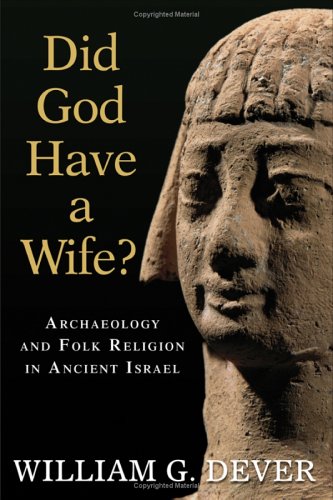 Copyrighted Material
Did
God
Have
a
Wife?
ARCHAEOLOGY
AND FOLK RELIGION
IN ANCIENT ISRAEL
WILLIAM G. DEVER
Copyrighted Material